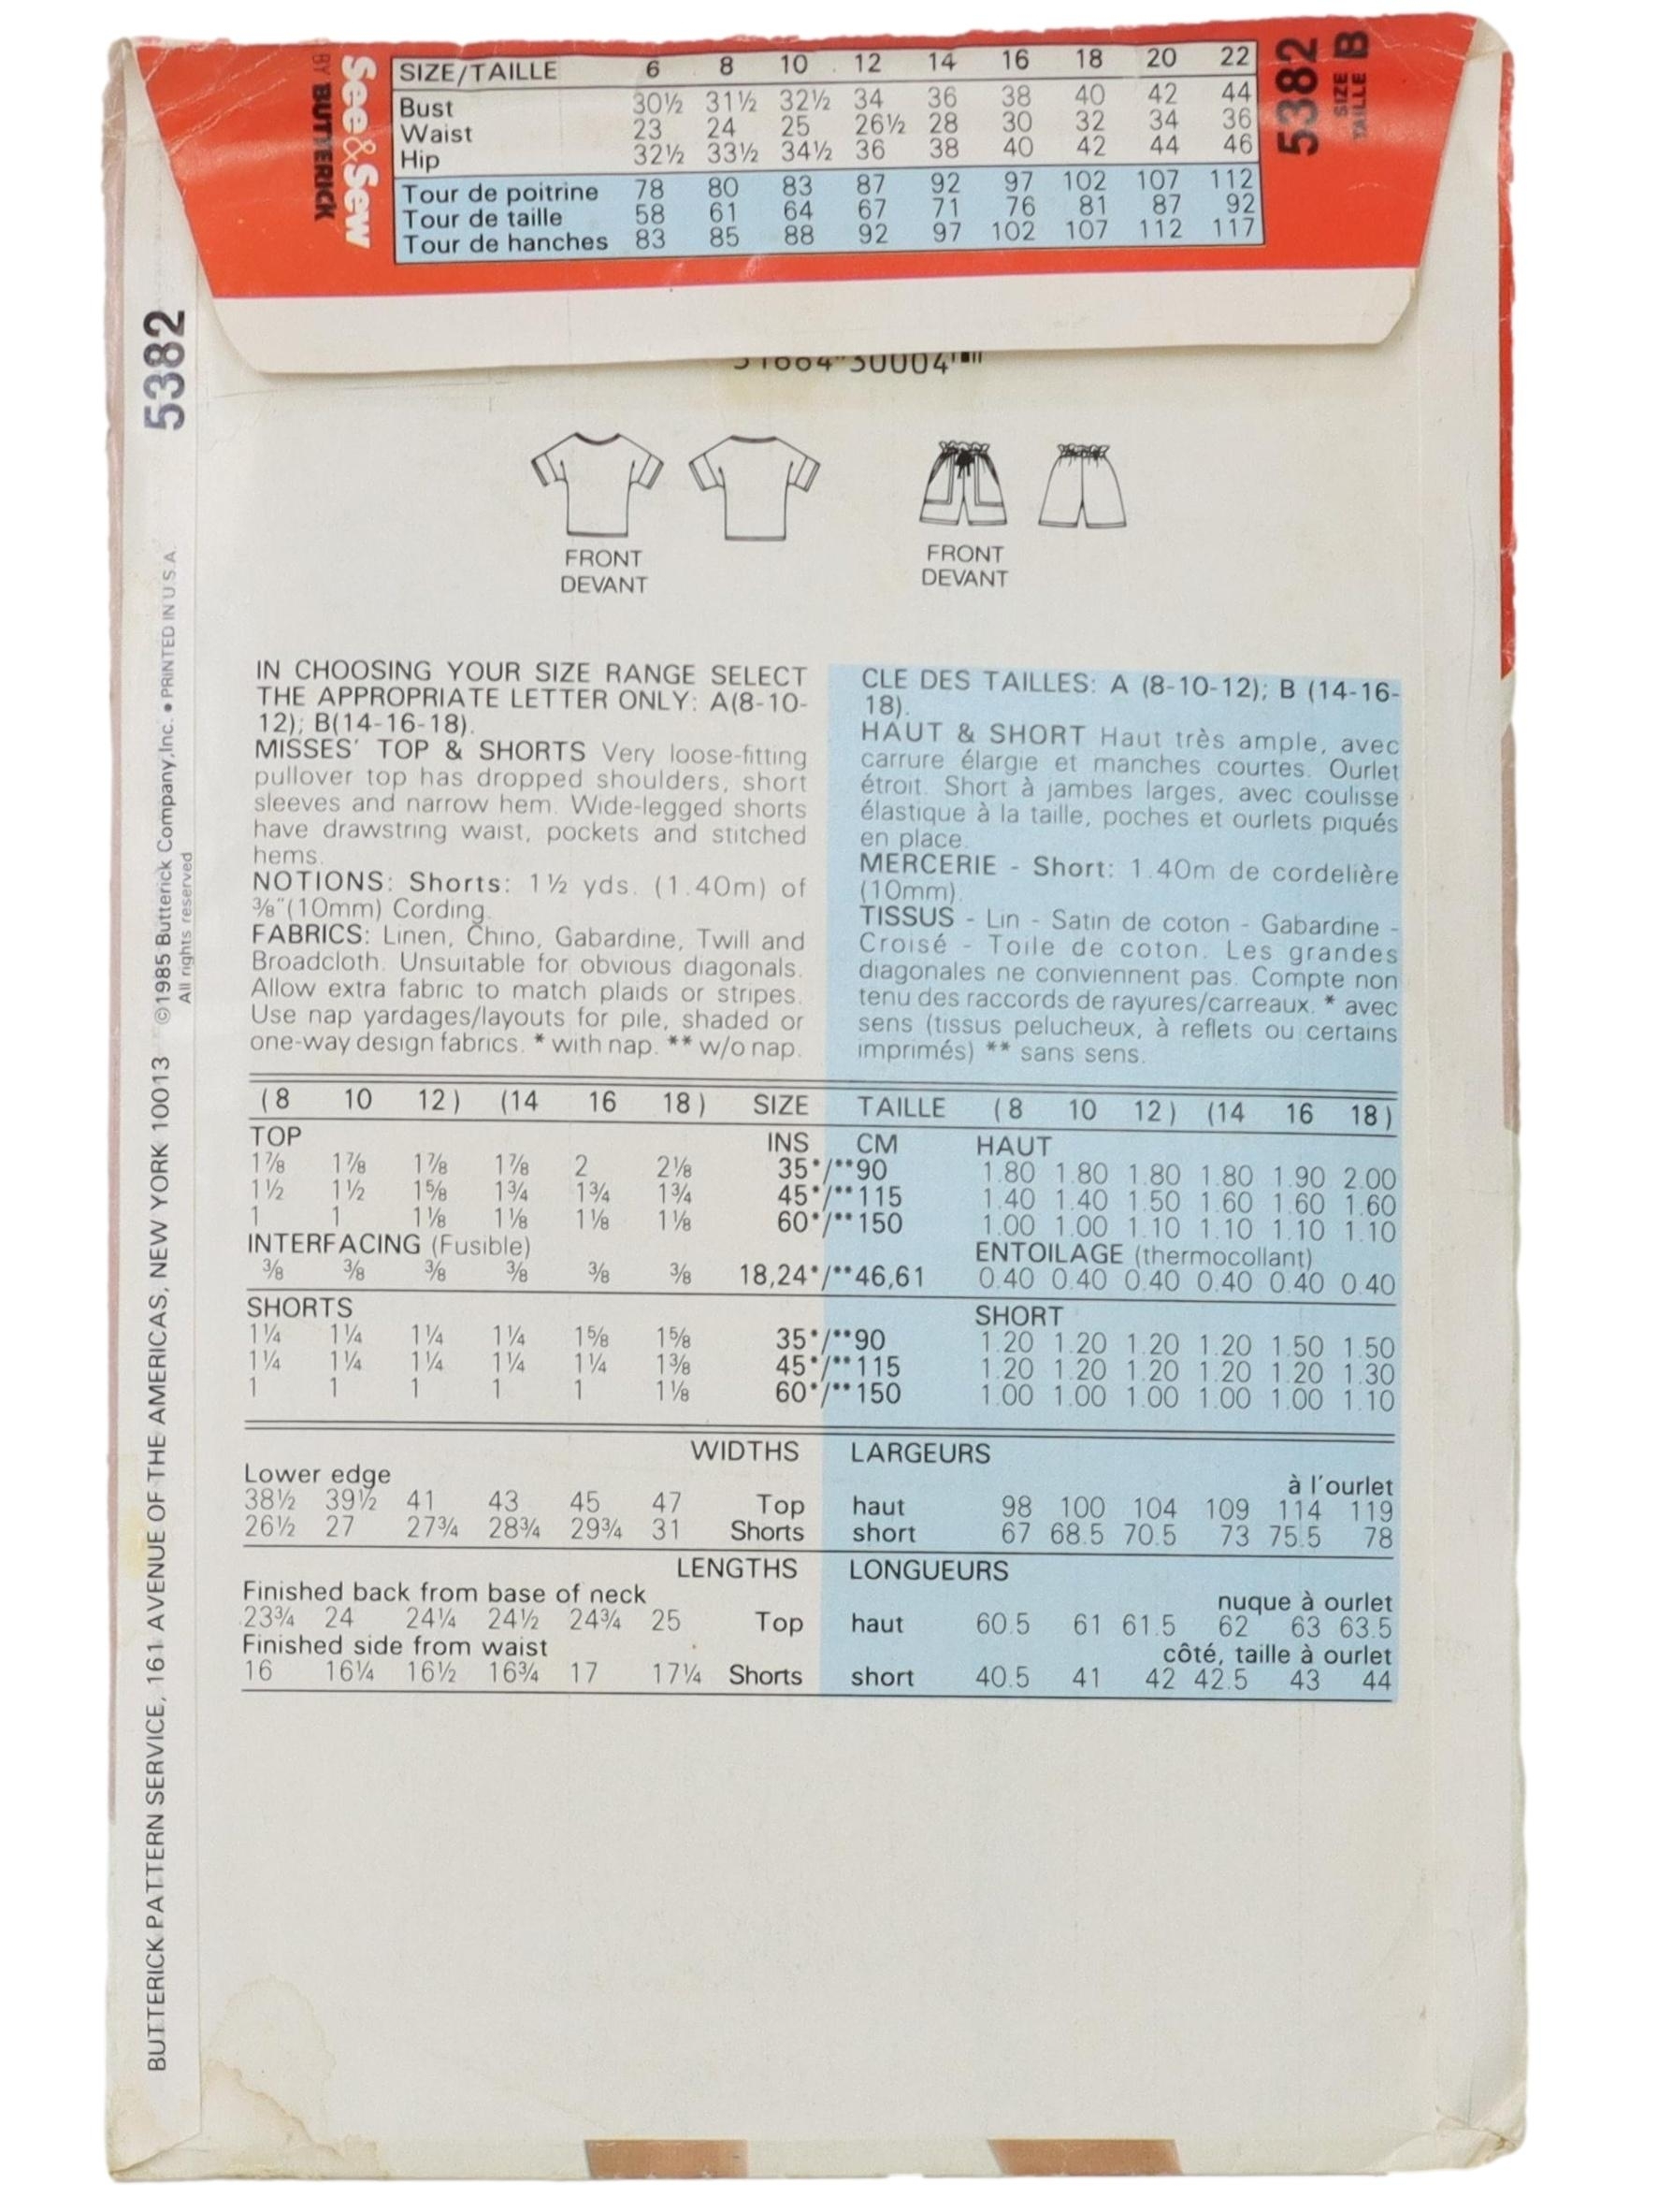 See & Sew
BY BUTTERICK
SIZE/TAILLE 6 8 10 12 14 16 18 20 22
Bust 30½ 31½ 32½ 34 36 38 40 42 44
Waist 23 24 25 26½ 28 30 32 34 36
Hip 32½ 33½ 34½ 36 38 40 42 44 46
Tour de poitrine 78 80 83 87 92 97 102 107 112
Tour de taille 58 61 64 67 71 76 81 87 92
Tour de hanches 83 85 88 92 97 102 107 112 117
5382
SIZE
TAILLE B
5382
BUTTERICK PATTERN SERVICE, 161 AVENUE OF THE AMERICAS, NEW YORK 10013 ©1985 Butterick Company, Inc. • PRINTED IN U.S.A.
All rights reserved
FRONT
DEVANT
FRONT
DEVANT
IN CHOOSING YOUR SIZE RANGE SELECT
THE APPROPRIATE LETTER ONLY: A(8-10-
12); B(14-16-18).
MISSES' TOP & SHORTS Very loose-fitting
pullover top has dropped shoulders, short
sleeves and narrow hem. Wide-legged shorts
have drawstring waist, pockets and stitched
hems.
NOTIONS: Shorts: 1½ yds. (1.40m) of
⅜"(10mm) Cording.
FABRICS: Linen, Chino, Gabardine, Twill and
Broadcloth. Unsuitable for obvious diagonals.
Allow extra fabric to match plaids or stripes.
Use nap yardages/layouts for pile, shaded or
one-way design fabrics. * with nap. ** w/o nap.
CLE DES TAILLES: A (8-10-12); B (14-16-
18).
HAUT & SHORT Haut très ample, avec
carrure élargie et manches courtes. Ourlet
étroit. Short à jambes larges, avec coulisse
élastique à la taille, poches et ourlets piqués
en place.
MERCERIE - Short: 1.40m de cordelière
(10mm).
TISSUS - Lin - Satin de coton - Gabardine -
Croisé - Toile de coton. Les grandes
diagonales ne conviennent pas. Compte non
tenu des raccords de rayures/carreaux. * avec
sens (tissus pelucheux, à reflets ou certains
imprimés) ** sans sens.
(8 10 12) (14 16 18) SIZE TAILLE (8 10 12) (14 16 18)
TOP INS CM HAUT
1⅞ 1⅞ 1⅞ 1⅞ 2 2⅛ 35*/**90 1.80 1.80 1.80 1.80 1.90 2.00
1½ 1½ 1⅝ 1¾ 1¾ 1¾ 45*/**115 1.40 1.40 1.50 1.60 1.60 1.60
1 1 1⅛ 1⅛ 1⅛ 1⅛ 60*/**150 1.00 1.00 1.10 1.10 1.10 1.10
INTERFACING (Fusible) ENTOILAGE (thermocollant)
⅜ ⅜ ⅜ ⅜ ⅜ ⅜ 18,24*/**46,61 0.40 0.40 0.40 0.40 0.40 0.40
SHORTS SHORT
1¼ 1¼ 1¼ 1¼ 1⅝ 1⅝ 35*/**90 1.20 1.20 1.20 1.20 1.50 1.50
1¼ 1¼ 1¼ 1¼ 1¼ 1⅜ 45*/**115 1.20 1.20 1.20 1.20 1.20 1.30
1 1 1 1 1 1⅛ 60*/**150 1.00 1.00 1.00 1.00 1.00 1.10
WIDTHS LARGEURS
Lower edge à l'ourlet
38½ 39½ 41 43 45 47 Top haut 98 100 104 109 114 119
26½ 27 27¾ 28¾ 29¾ 31 Shorts short 67 68.5 70.5 73 75.5 78
LENGTHS LONGUEURS
Finished back from base of neck nuque à ourlet
23¾ 24 24¼ 24½ 24¾ 25 Top haut 60.5 61 61.5 62 63 63.5
Finished side from waist côté, taille à ourlet
16 16¼ 16½ 16¾ 17 17¼ Shorts short 40.5 41 42 42.5 43 44